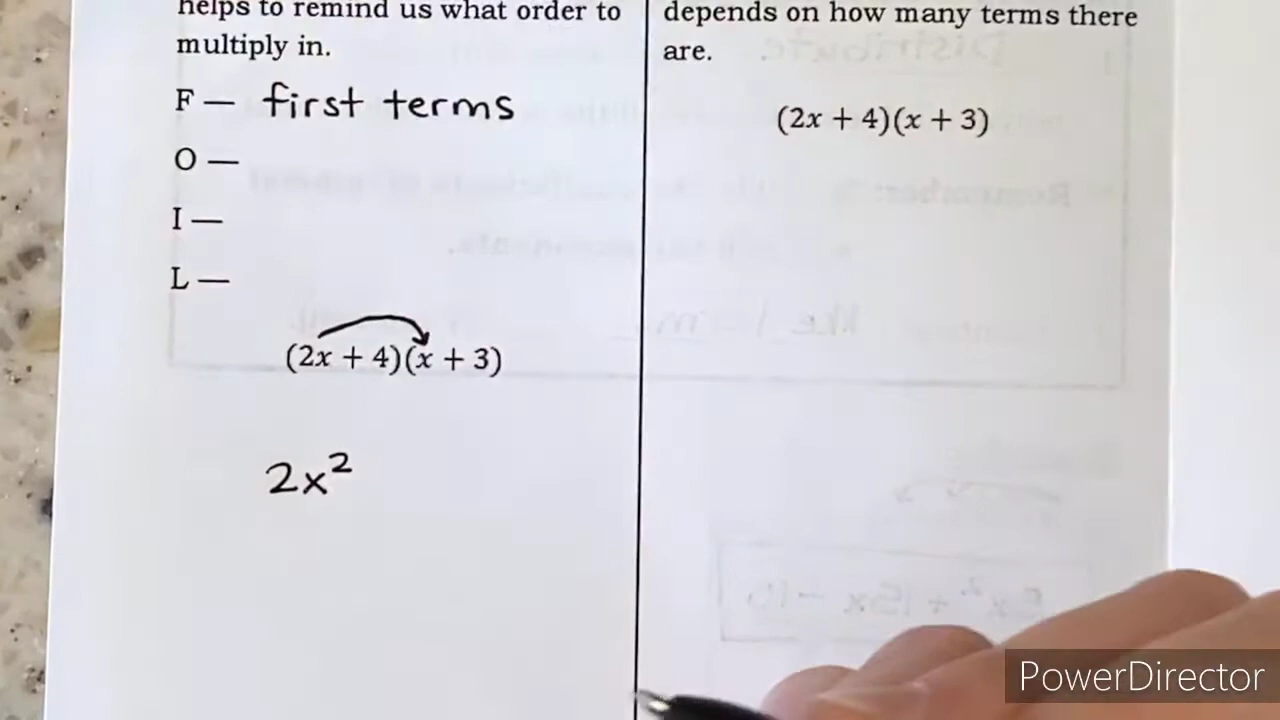 helps to remind us what order to
multiply in.
F — first terms
O —
I —
L —
(2x + 4)(x + 3)
2x²
depends on how many terms there
are.
(2x + 4)(x + 3)
PowerDirector